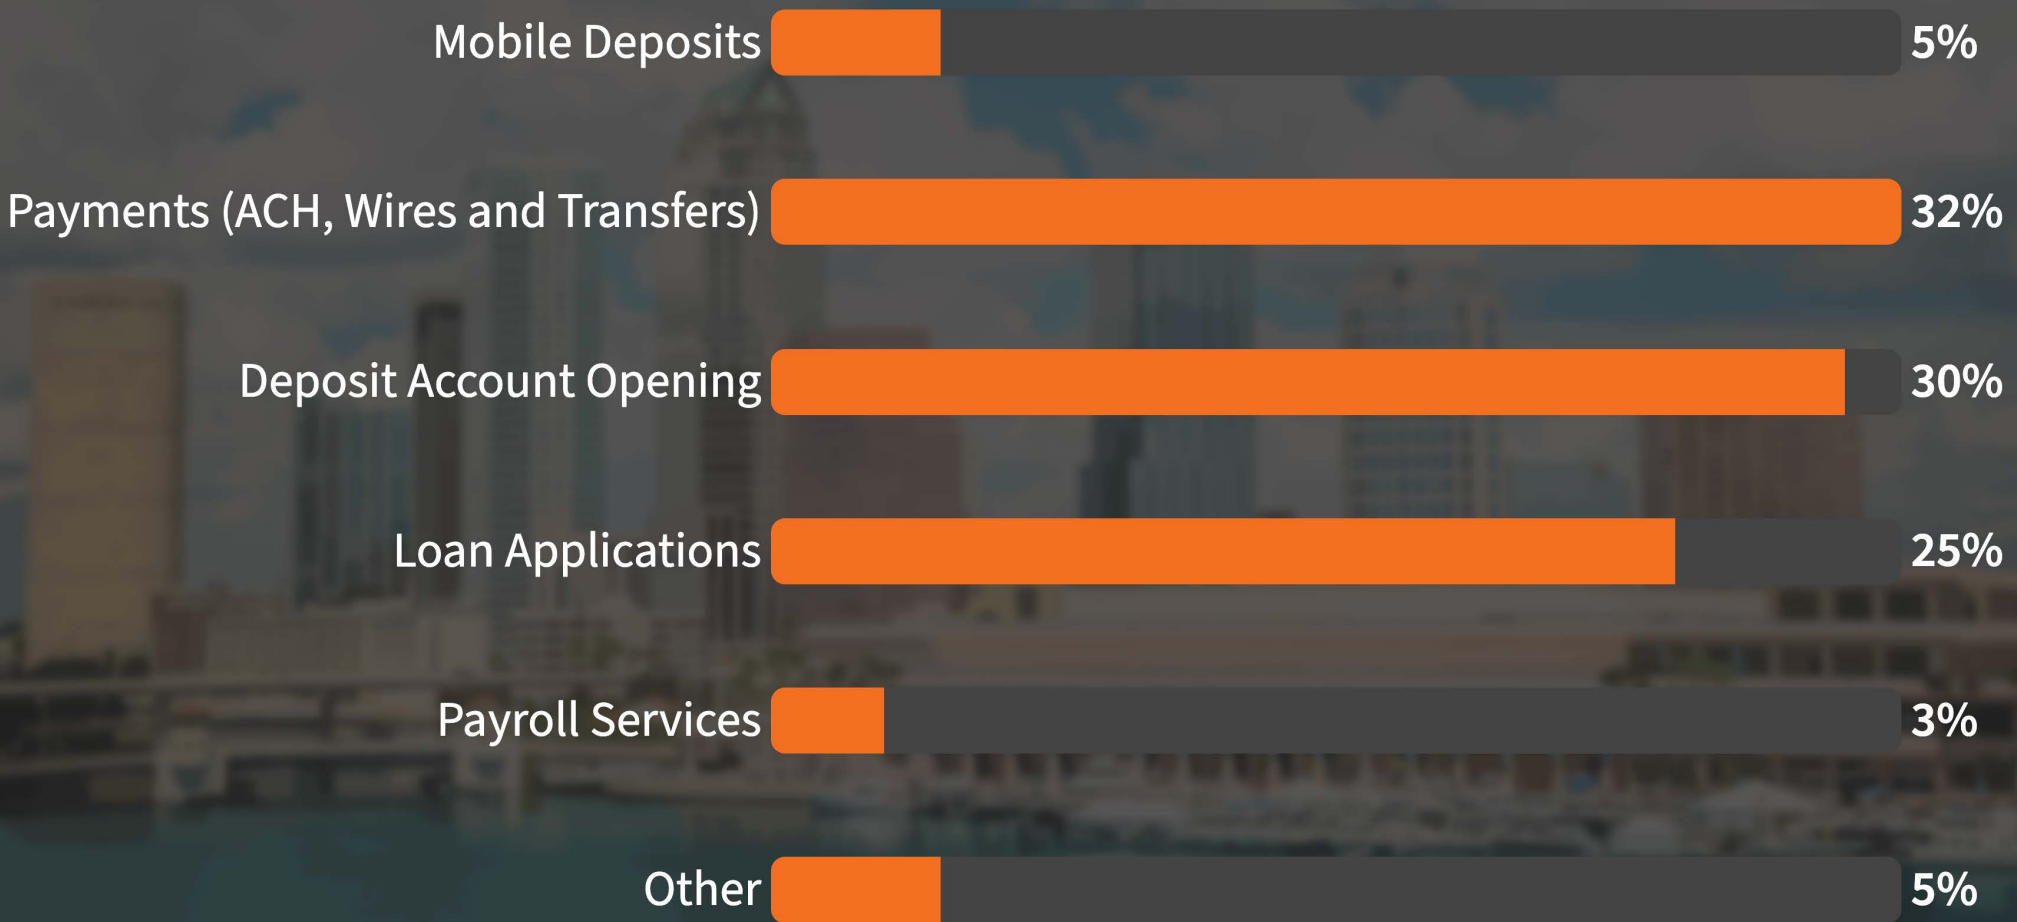 Mobile Deposits 5%
Payments (ACH, Wires and Transfers) 32%
Deposit Account Opening 30%
Loan Applications 25%
Payroll Services 3%
Other 5%